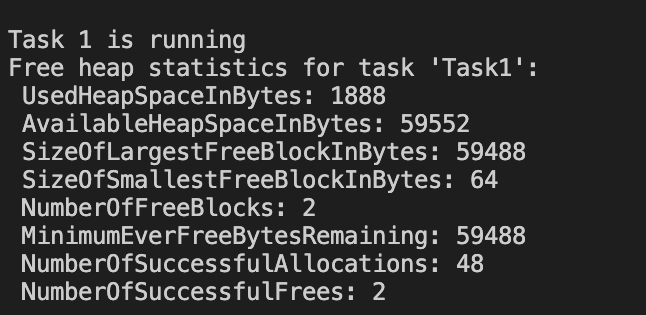 Task 1 is running
Free heap statistics for task 'Task1':
UsedHeapSpaceInBytes: 1888
AvailableHeapSpaceInBytes: 59552
SizeOfLargestFreeBlockInBytes: 59488
SizeOfSmallestFreeBlockInBytes: 64
NumberOfFreeBlocks: 2
MinimumEverFreeBytesRemaining: 59488
NumberOfSuccessfulAllocations: 48
NumberOfSuccessfulFrees: 2